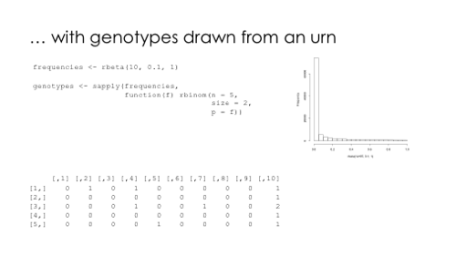 … with genotypes drawn from an urn
frequencies <- rbeta(10, 0.1, 1)
genotypes <- sapply(frequencies,
function(f) rbinom(n = 5,
size = 2,
p = f))
[,1] [,2] [,3] [,4] [,5] [,6] [,7] [,8] [,9] [,10]
[1,] 0 1 0 1 0 0 0 0 0 1
[2,] 0 0 0 0 0 0 0 0 0 1
[3,] 0 0 0 1 0 0 1 0 0 2
[4,] 0 0 0 0 0 0 0 0 0 1
[5,] 0 0 0 0 1 0 0 0 0 1